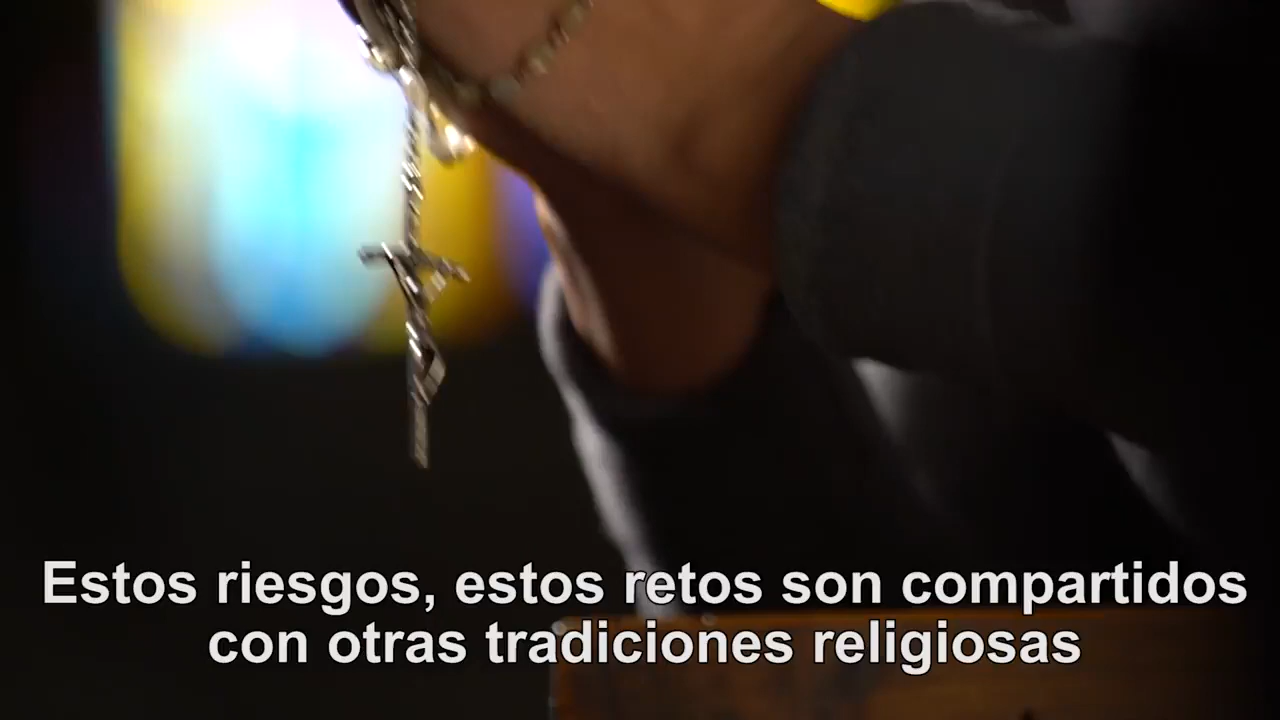 Estos riesgos, estos retos son compartidos
con otras tradiciones religiosas